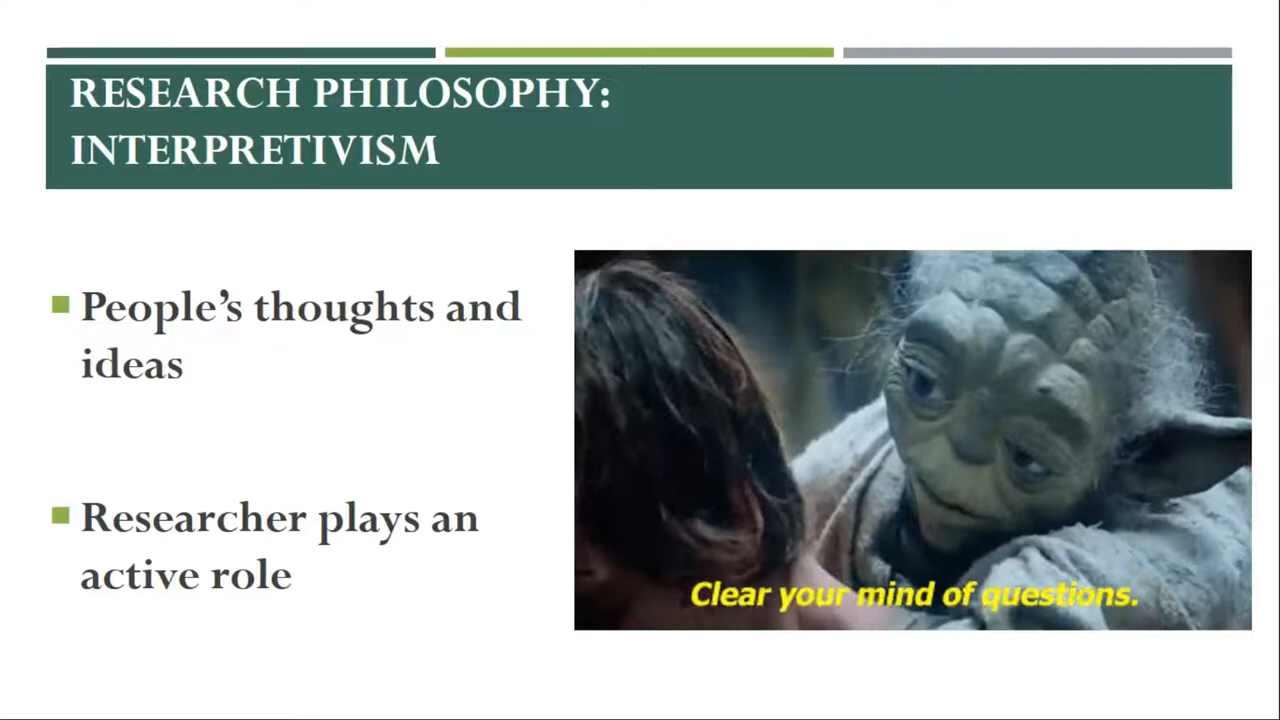 RESEARCH PHILOSOPHY:
INTERPRETIVISM
People’s thoughts and
ideas
Researcher plays an
active role
Clear your mind of questions.